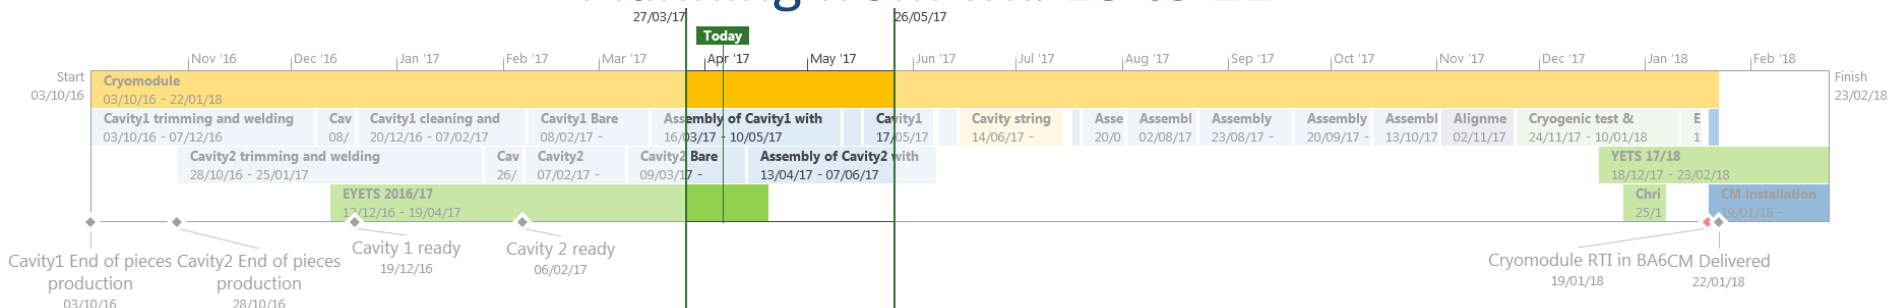 27/03/17
26/05/17
Today
Nov '16
Dec '16
Jan '17
Feb '17
Mar '17
Apr '17
May '17
Jun '17
Jul '17
Aug '17
Sep '17
Oct '17
Nov '17
Dec '17
Jan '18
Feb '18
Start
03/10/16
Cryomodule
03/10/16 - 22/01/18
Finish
23/02/18
Cavity1 trimming and welding
03/10/16 - 07/12/16
Cav
08/
Cavity1 cleaning and
20/12/16 - 07/02/17
Cavity1 Bare
08/02/17 -
Assembly of Cavity1 with
16/03/17 - 10/05/17
Cavity1
17/05/17
Cavity string
14/06/17 -
Asse
20/0
Assembl
02/08/17
Assembly
23/08/17 -
Assembly
20/09/17 -
Assembl
13/10/17
Alignme
02/11/17
Cryogenic test &
24/11/17 - 10/01/18
E
1
Cavity2 trimming and welding
28/10/16 - 25/01/17
Cav
26/
Cavity2
07/02/17 -
Cavity2 Bare
09/03/17 -
Assembly of Cavity2 with
13/04/17 - 07/06/17
YETS 17/18
18/12/17 - 23/02/18
EYETS 2016/17
12/12/16 - 19/04/17
Chri
25/1
CM installation
19/01/18 -
Cavity1 End of pieces
production
03/10/16
Cavity2 End of pieces
production
28/10/16
Cavity 1 ready
19/12/16
Cavity 2 ready
06/02/17
Cryomodule RTI in BA6
19/01/18
CM Delivered
22/01/18